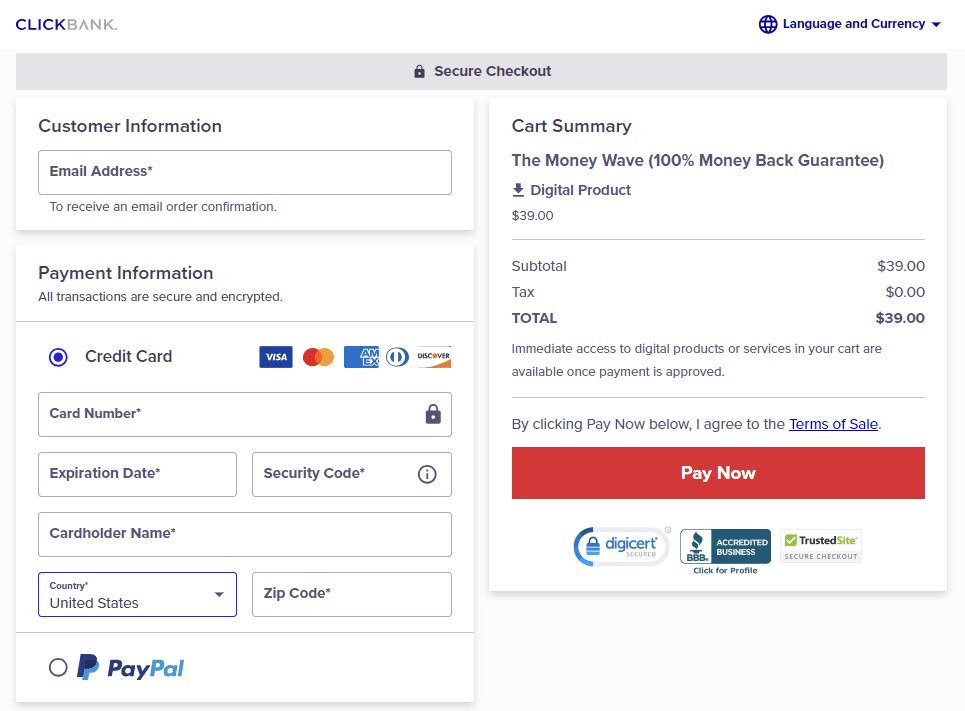 CLICKBANK.
Language and Currency
Secure Checkout
Customer Information
Email Address*
To receive an email order confirmation.
Payment Information
All transactions are secure and encrypted.
Credit Card
VISA
AM
EX
DISCOVER
Card Number*
Expiration Date*
Security Code*
Cardholder Name*
Country*
United States
Zip Code*
PayPal
Cart Summary
The Money Wave (100% Money Back Guarantee)
Digital Product
$39.00
Subtotal $39.00
Tax $0.00
TOTAL $39.00
Immediate access to digital products or services in your cart are
available once payment is approved.
By clicking Pay Now below, I agree to the Terms of Sale.
Pay Now
digicert
SECURED
BBB.
ACCREDITED
BUSINESS
Click for Profile
TrustedSite
SECURE CHECKOUT